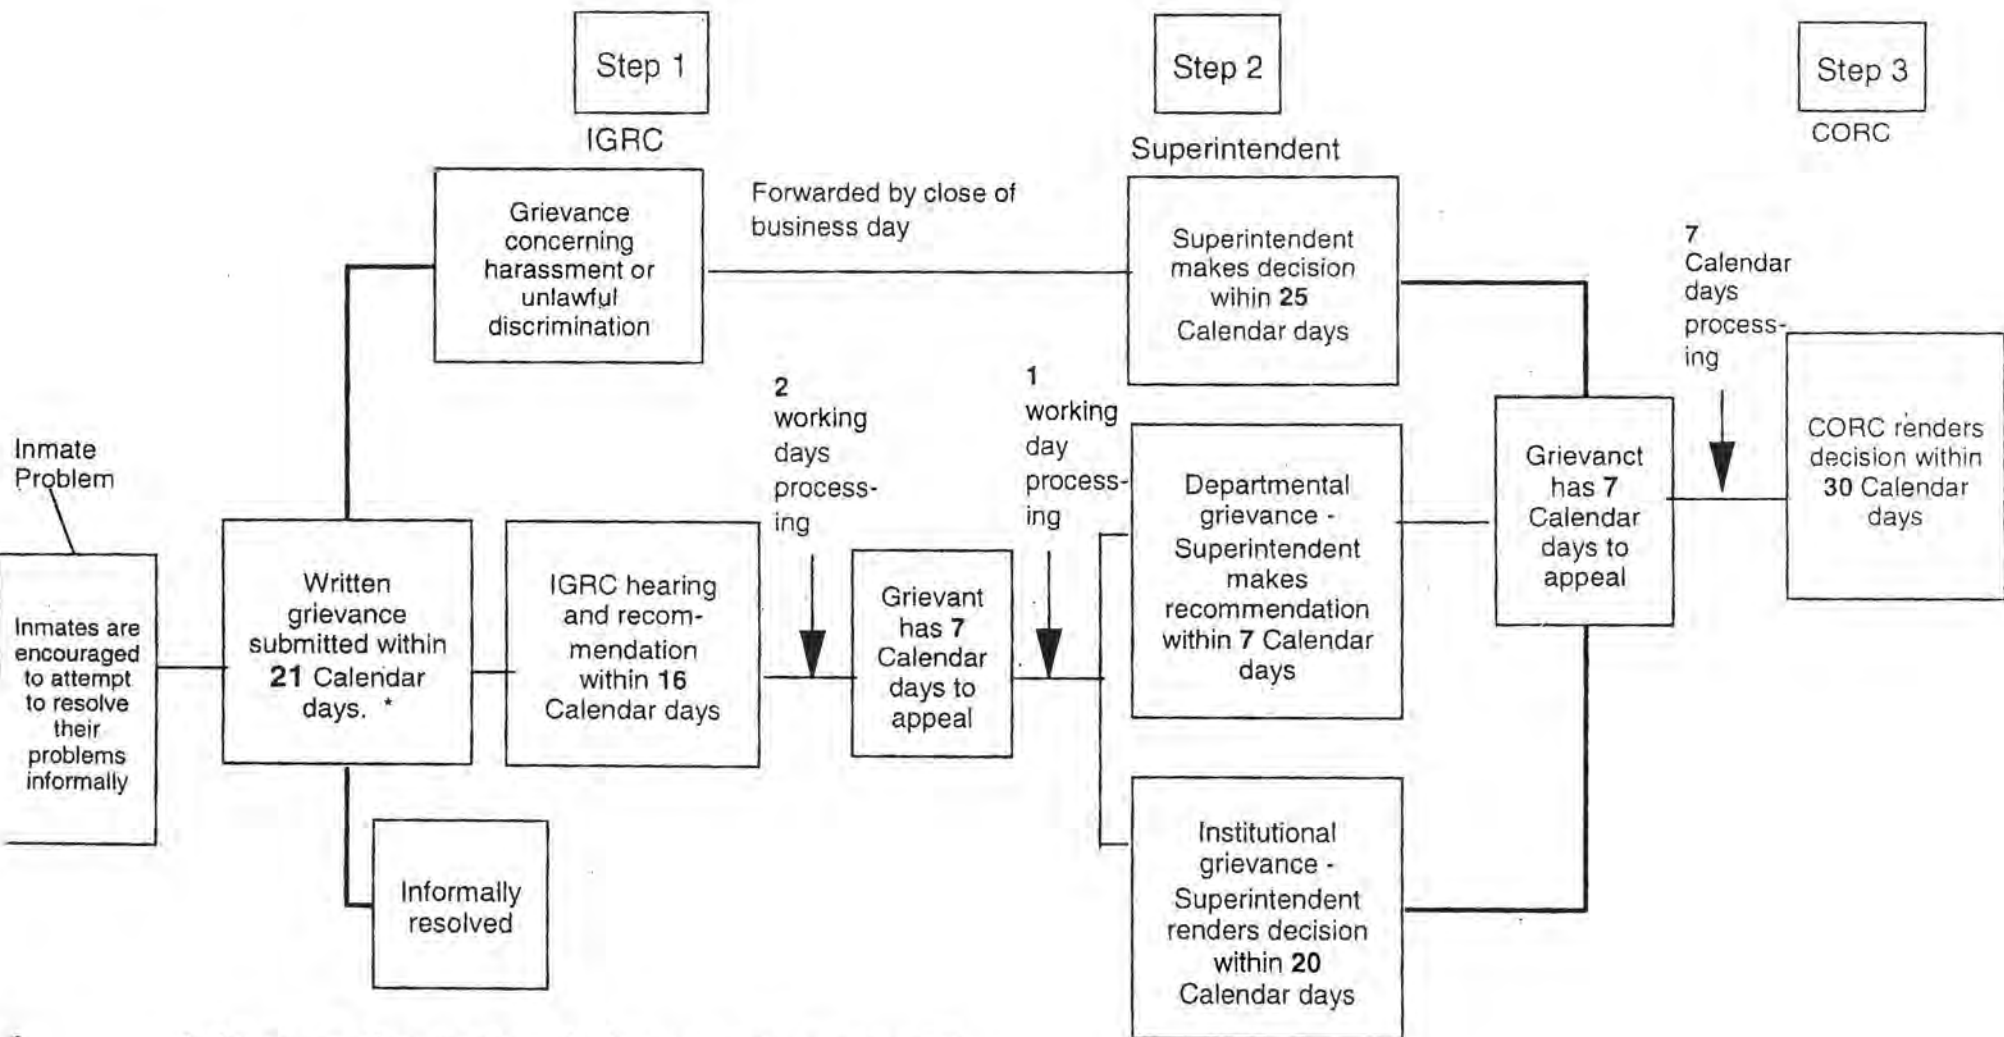 Step 1
IGRC
Step 2
Superintendent
Step 3
CORC
Inmate
Problem
Inmates are
encouraged
to attempt
to resolve
their
problems
informally
Written
grievance
submitted within
21 Calendar
days. *
Grievance
concerning
harassment or
unlawful
discrimination
Forwarded by close of
business day
Superintendent
makes decision
wihin 25
Calendar days
Informally
resolved
IGRC hearing
and recom-
mendation
within 16
Calendar days
2
working
days
process-
ing
Grievant
has 7
Calendar
days to
appeal
1
working
day
process-
ing
Departmental
grievance -
Superintendent
makes
recommendation
within 7 Calendar
days
Institutional
grievance -
Superintendent
renders decision
within 20
Calendar days
Grievanct
has 7
Calendar
days to
appeal
7
Calendar
days
process-
ing
CORC renders
decision within
30 Calendar
days